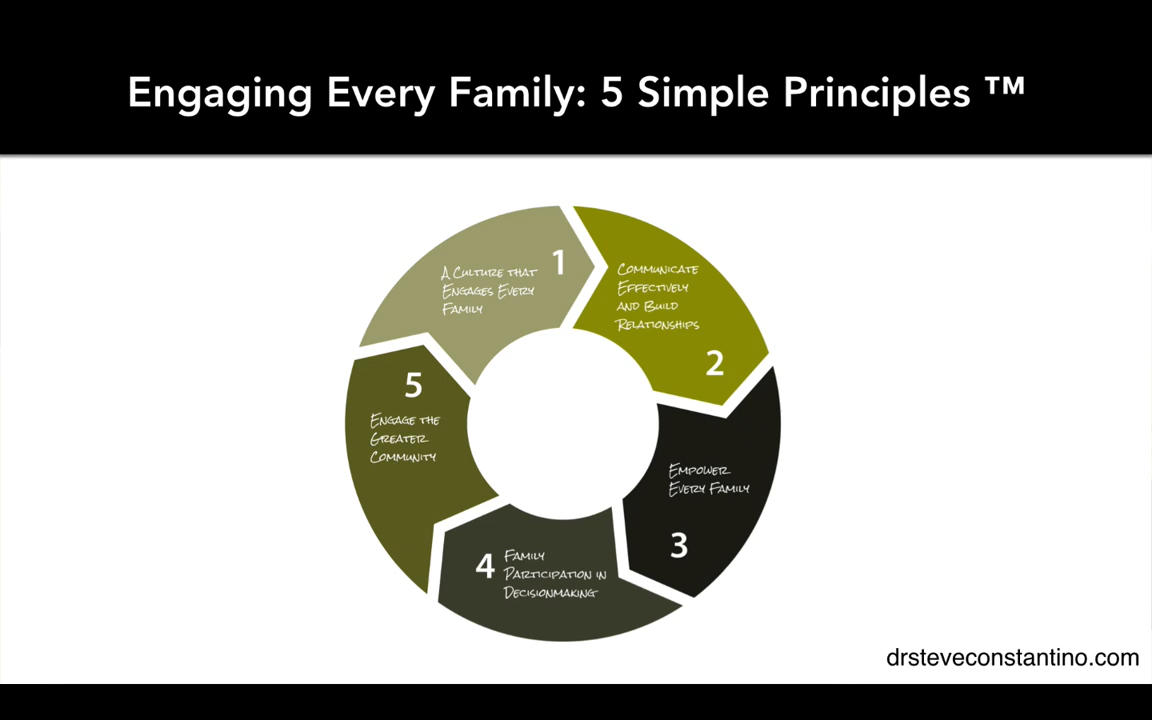 Engaging Every Family: 5 Simple Principles ™
1
A Culture that
Engages Every
Family
Communicate
Effectively
and Build
Relationships
2
Empower
Every Family
3
4
Family
Participation in
Decisionmaking
5
Engage the
Greater
Community
drsteveconstantino.com